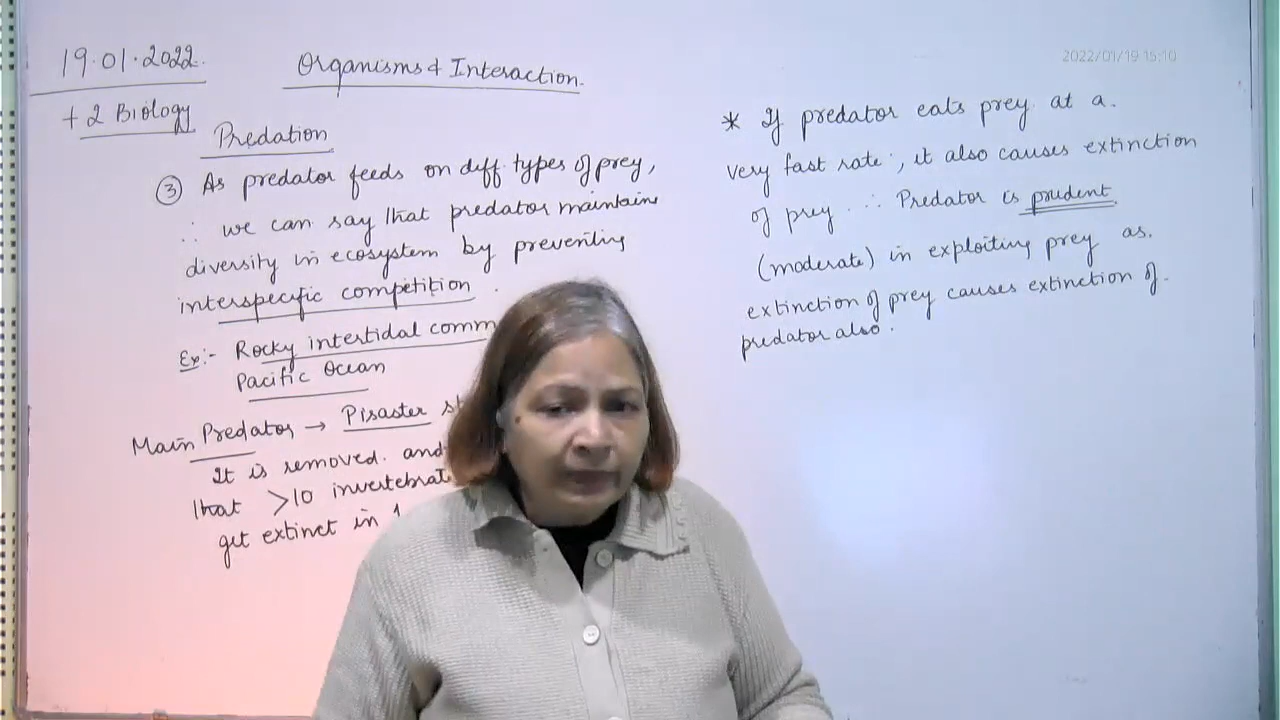 19.01.2022.
Organisms & Interaction.
2022/01/19 15:10
+2 Biology
Predation
③ As predator feeds on diff. types of prey,
∴ we can say that predator maintains
diversity in ecosystem by preventing
interspecific competition.
Ex:- Rocky intertidal comm
Pacific Ocean
Main Predator → Pisaster
It is removed. and
that >10 invertebrat
get extinct in 1
* If predator eats prey at a.
very fast rate, it also causes extinction
of prey. ∴ Predator is prudent
(moderate) in exploiting prey as.
extinction of prey causes extinction of.
predator also.